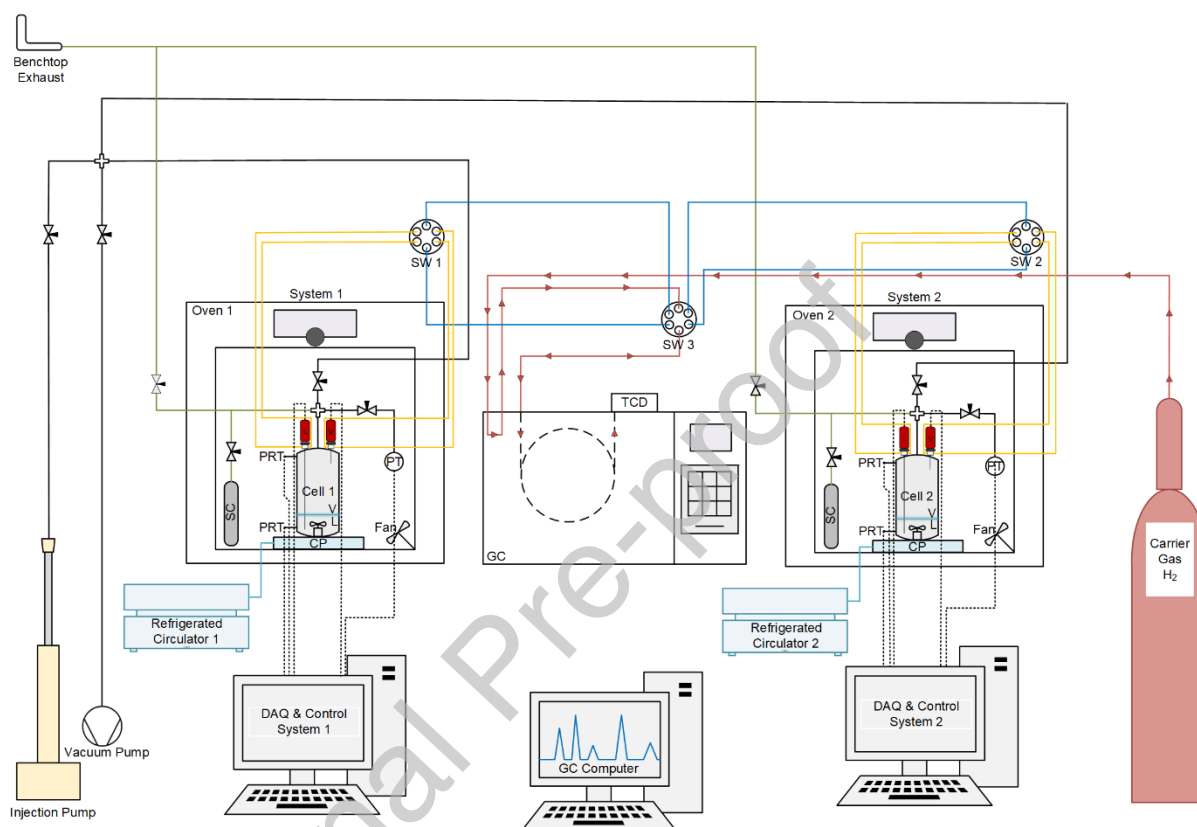 Benchtop
Exhaust
SW 1
SW 2
System 1
System 2
Oven 1
Oven 2
SW 3
TCD
PRT
Cell 1
PT
V
L
SC
PRT
Fan
CP
GC
PRT
Cell 2
PT
V
L
SC
PRT
Fan
CP
Carrier
Gas
H₂
Refrigerated
Circulator 1
Refrigerated
Circulator 2
DAQ & Control
System 1
DAQ & Control
System 2
Vacuum Pump
GC Computer
Injection Pump
nal Pre-proof